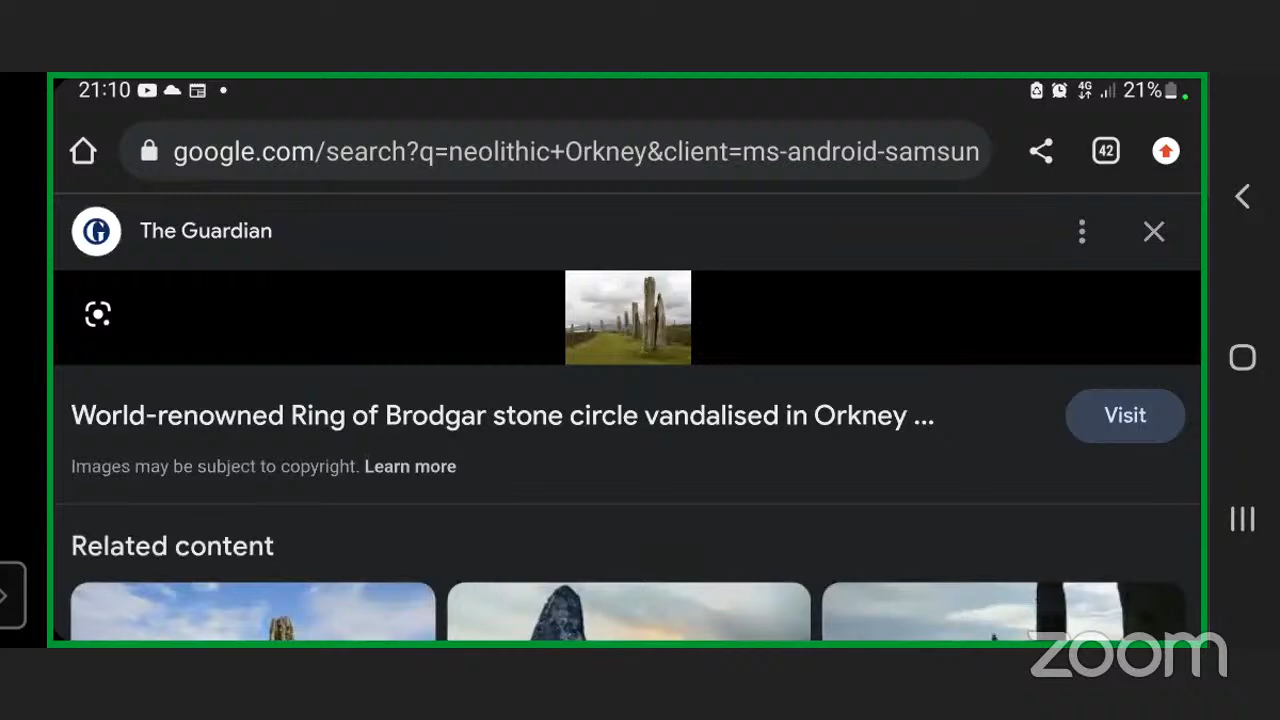 21:10
4G
21%
google.com/search?q=neolithic+Orkney&client=ms-android-samsun
42
G
The Guardian
World-renowned Ring of Brodgar stone circle vandalised in Orkney ...
Visit
Images may be subject to copyright. Learn more
Related content
zoom